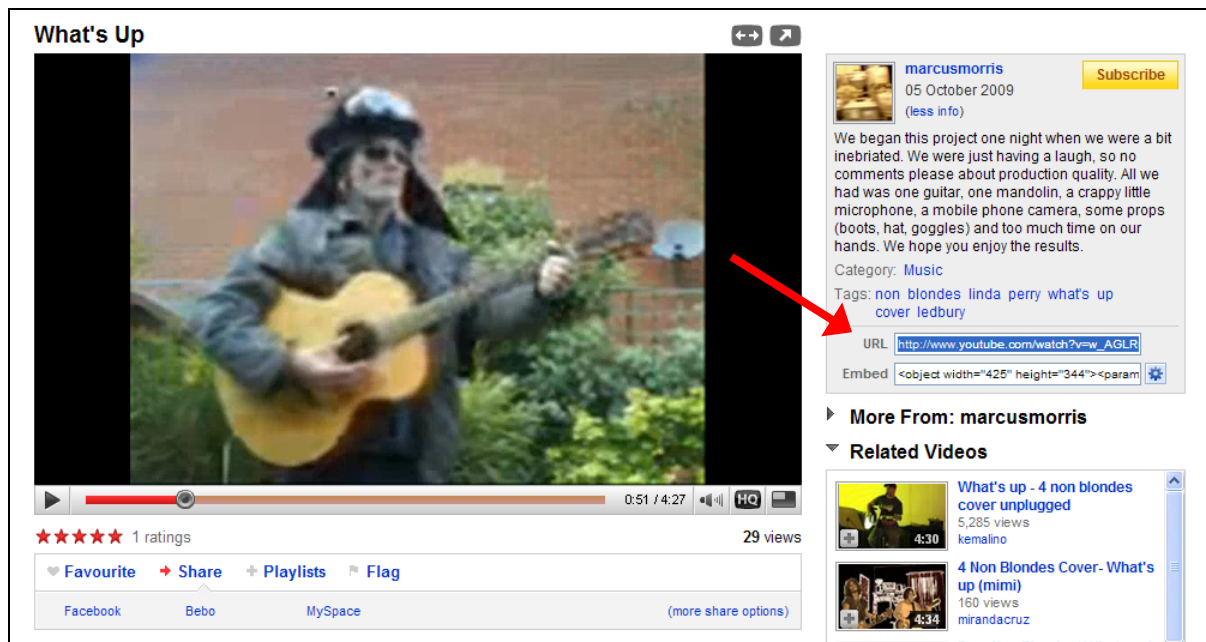 What's Up
marcusmorris
Subscribe
05 October 2009
(less info)
We began this project one night when we were a bit
inebriated. We were just having a laugh, so no
comments please about production quality. All we
had was one guitar, one mandolin, a crappy little
microphone, a mobile phone camera, some props
(boots, hat, goggles) and too much time on our
hands. We hope you enjoy the results.
Category: Music
Tags: non blondes linda perry what's up
cover ledbury
URL http://www.youtube.com/watch?v=w_AGLR
Embed <object width="425" height="344"><param
More From: marcusmorris
Related Videos
What's up - 4 non blondes
cover unplugged
5,285 views
kemalino
4:30
4 Non Blondes Cover- What's
up (mimi)
160 views
mirandacruz
4:34
0:51 / 4:27
HQ
1 ratings
29 views
Favourite Share Playlists Flag
Facebook Bebo MySpace (more share options)